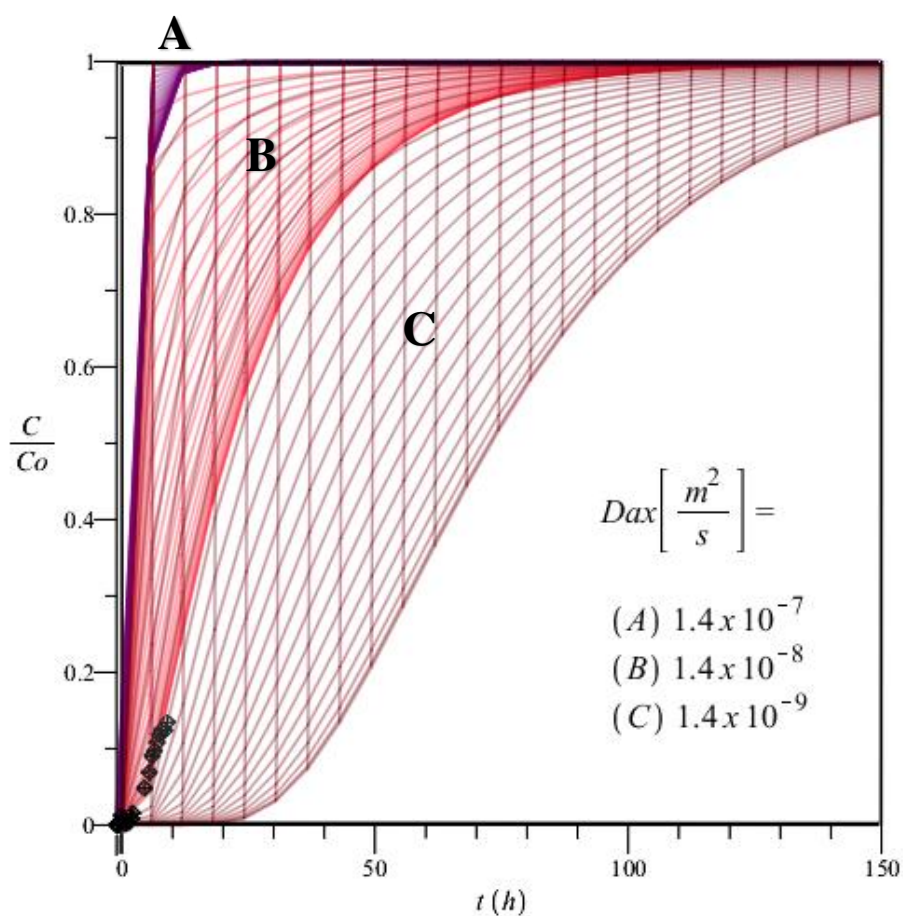 A
1
B
0.8
C
0.6
C
Co
Dax[m²
s] =
0.4
(A) 1.4 x 10⁻⁷
(B) 1.4 x 10⁻⁸
0.2
(C) 1.4 x 10⁻⁹
0
0 50 100 150
t (h)